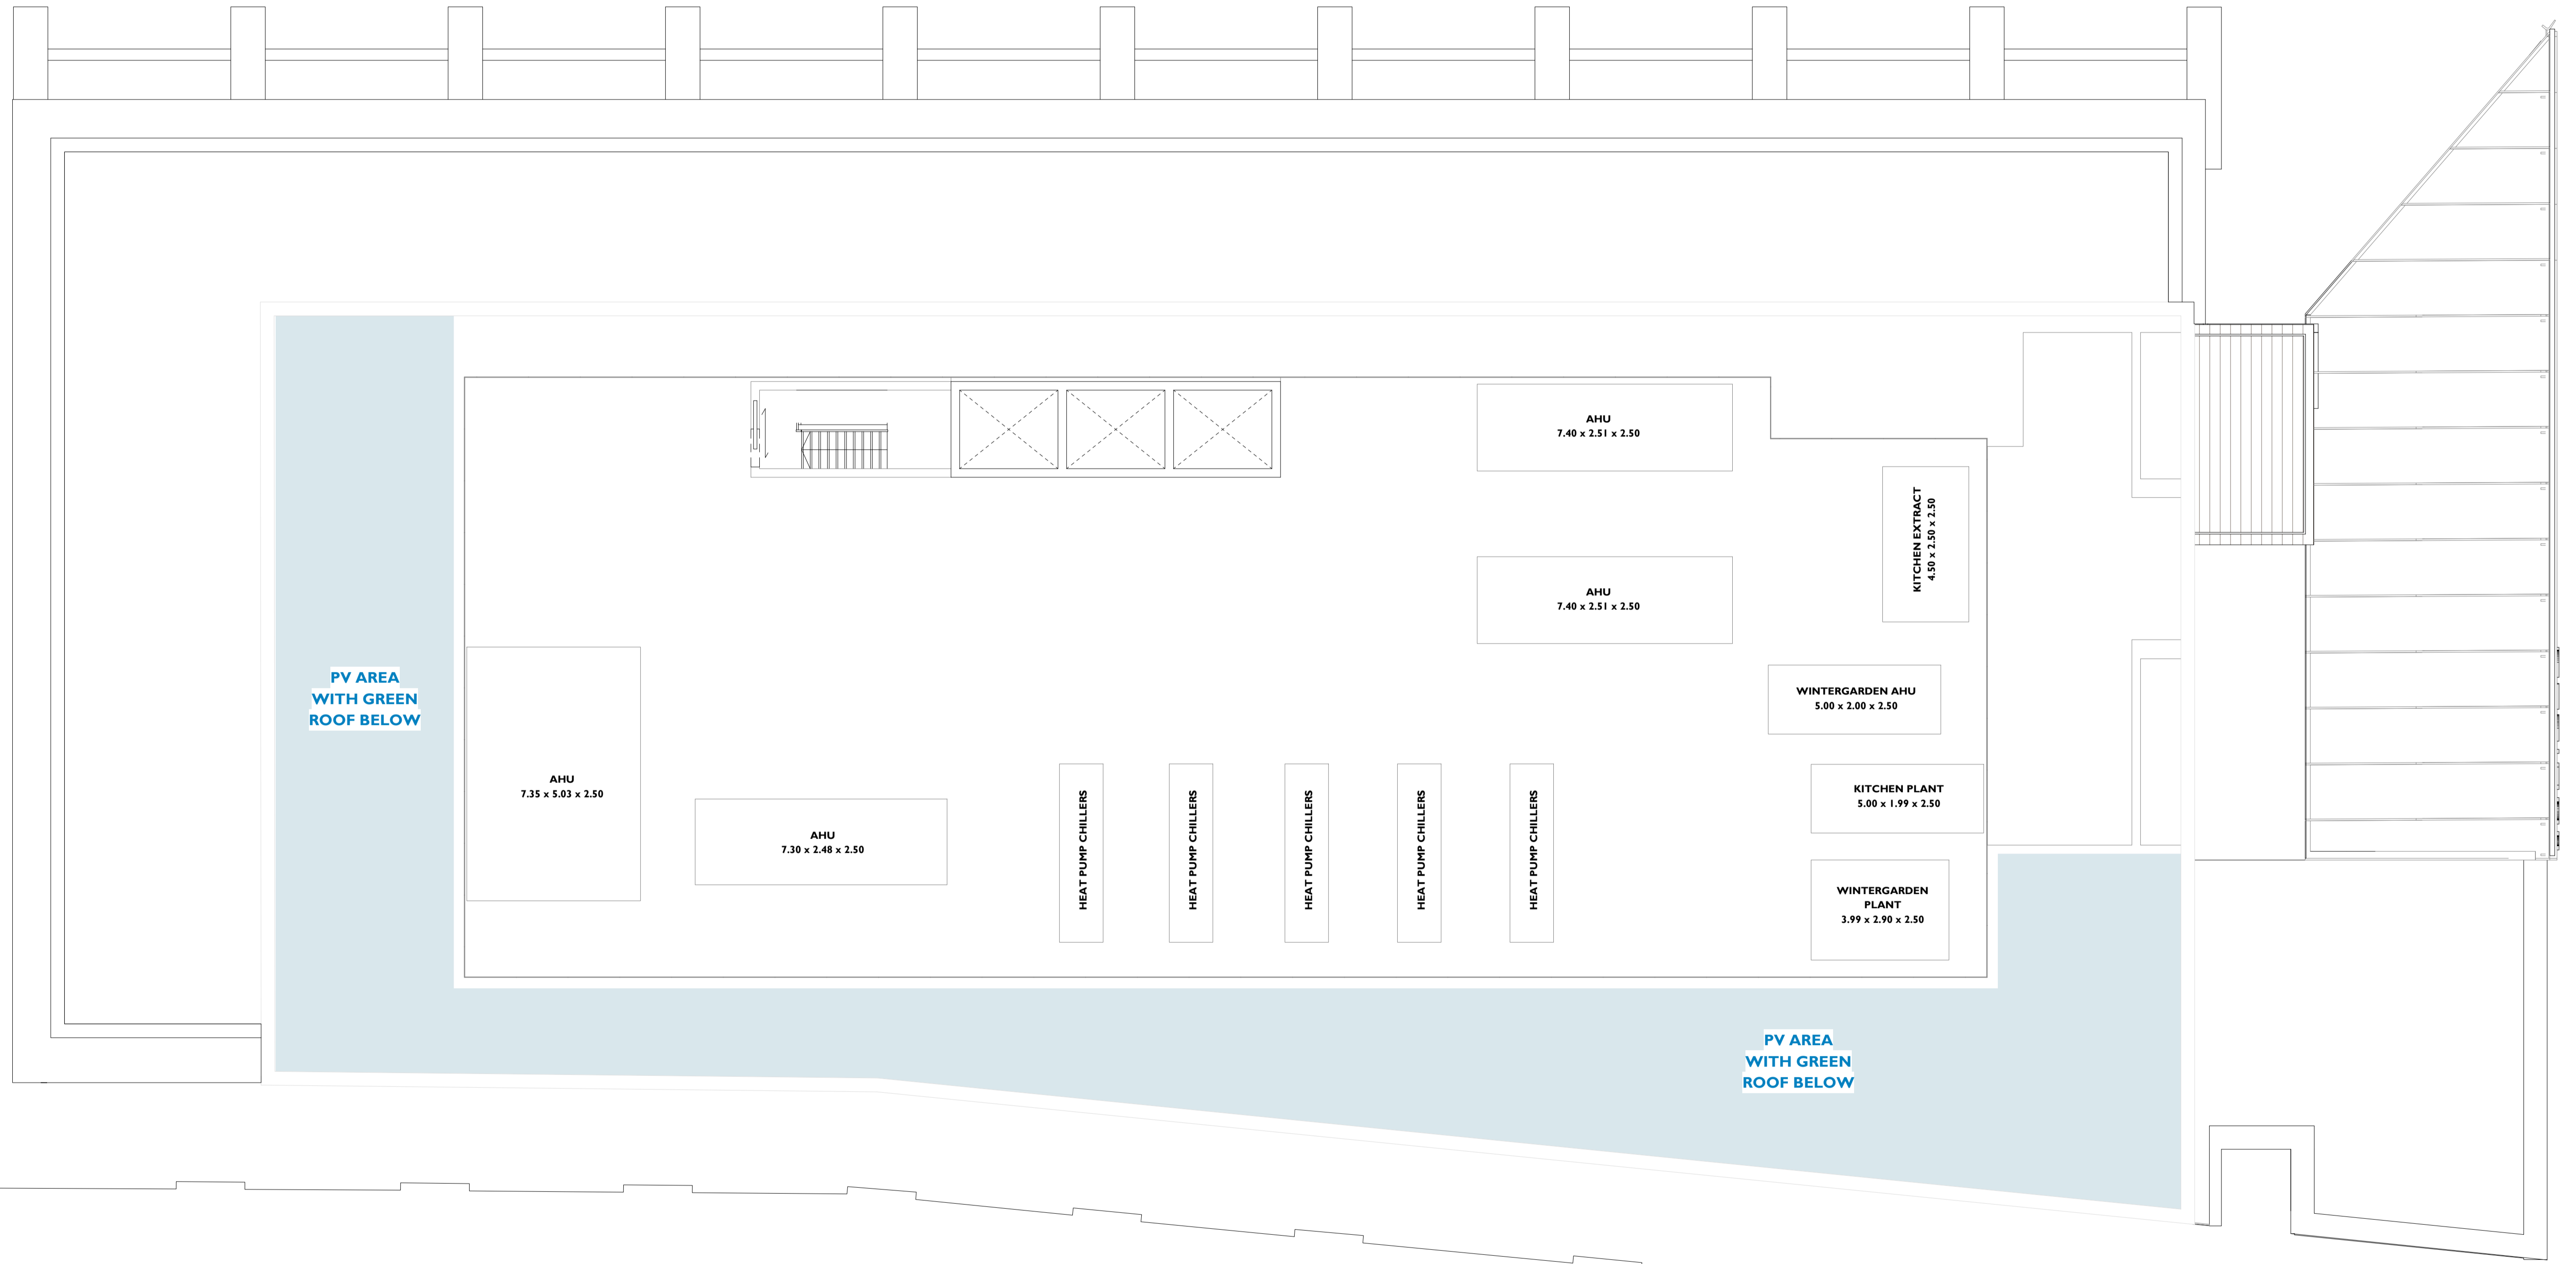 AHU
7.40 x 2.51 x 2.50
KITCHEN EXTRACT
4.50 x 2.50 x 2.50
AHU
7.40 x 2.51 x 2.50
PV AREA
WITH GREEN
ROOF BELOW
WINTERGARDEN AHU
5.00 x 2.00 x 2.50
AHU
7.35 x 5.03 x 2.50
AHU
7.30 x 2.48 x 2.50
HEAT PUMP CHILLERS
HEAT PUMP CHILLERS
HEAT PUMP CHILLERS
HEAT PUMP CHILLERS
HEAT PUMP CHILLERS
KITCHEN PLANT
5.00 x 1.99 x 2.50
WINTERGARDEN
PLANT
3.99 x 2.90 x 2.50
PV AREA
WITH GREEN
ROOF BELOW